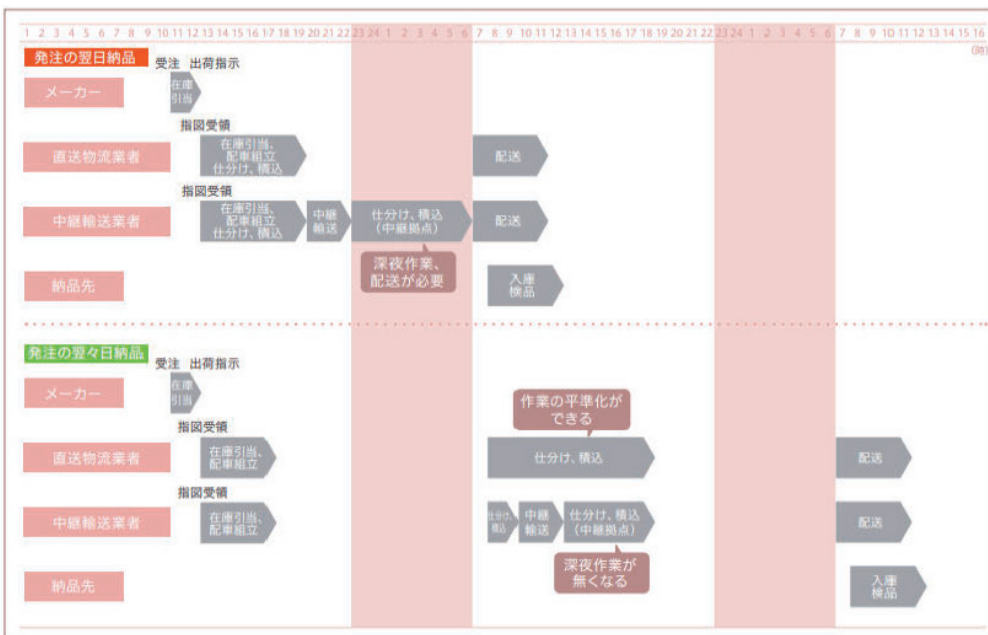 1 2 3 4 5 6 7 8 9 10 11 12 13 14 15 16 17 18 19 20 21 22 23 24 1 2 3 4 5 6 7 8 9 10 11 12 13 14 15 16 17 18 19 20 21 22 23 24 1 2 3 4 5 6 7 8 9 10 11 12 13 14 15 16
(時)
発注の翌日納品
受注 出荷指示
メーカー
在庫
引当
指図受領
直送物流業者
在庫引当、
配車組立
仕分け、積込
配送
指図受領
中継輸送業者
在庫引当、
配車組立
仕分け、積込
中継
輸送
仕分け、積込
(中継拠点)
配送
深夜作業、
配送が必要
納品先
入庫
検品
発注の翌々日納品
受注 出荷指示
メーカー
在庫
引当
作業の平準化が
できる
指図受領
直送物流業者
在庫引当、
配車組立
仕分け、積込
配送
指図受領
中継輸送業者
在庫引当、
配車組立
仕分け、
積込
中継
輸送
仕分け、積込
(中継拠点)
配送
深夜作業が
無くなる
納品先
入庫
検品